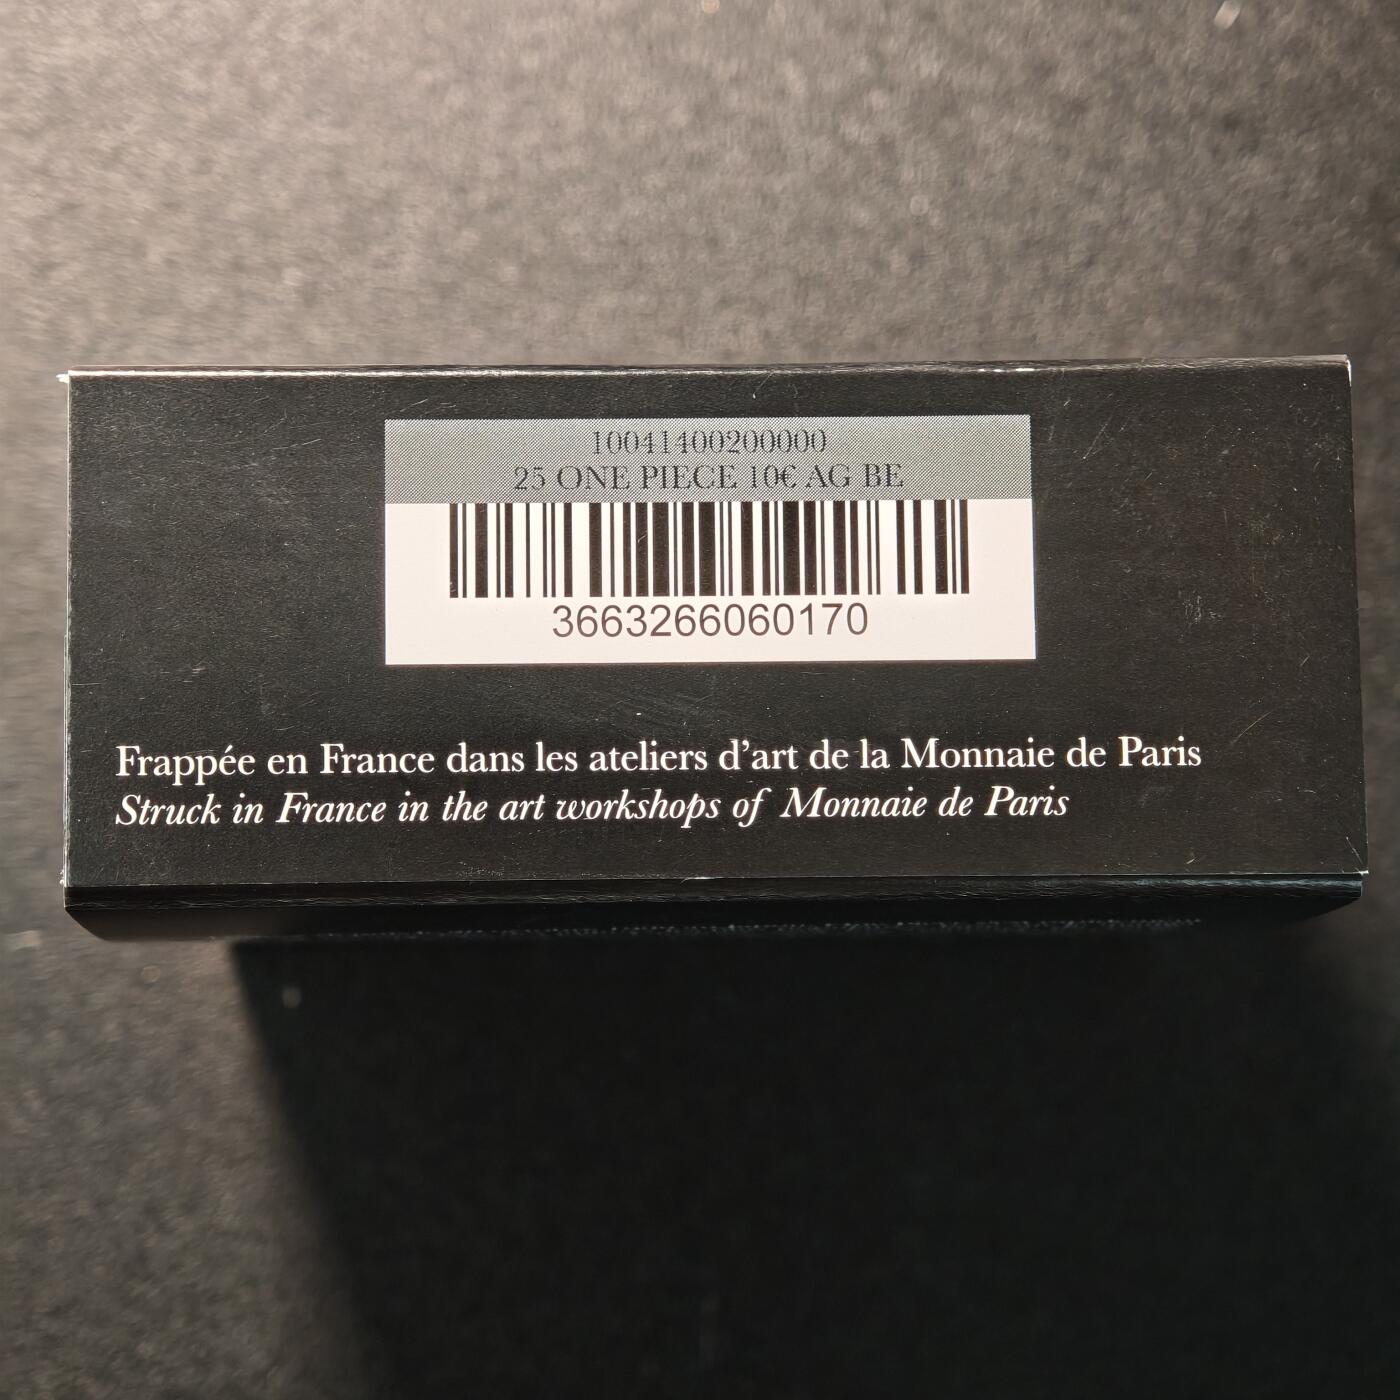 10041400200000
25 ONE PIECE 10€ AG BE
3663266060170
Frappée en France dans les ateliers d’art de la Monnaie de Paris
Struck in France in the art workshops of Monnaie de Paris